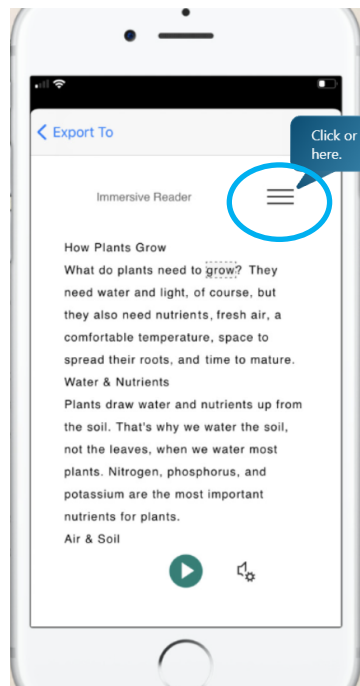 Export To
Click or
here.
Immersive Reader
How Plants Grow
What do plants need to grow? They
need water and light, of course, but
they also need nutrients, fresh air, a
comfortable temperature, space to
spread their roots, and time to mature.
Water & Nutrients
Plants draw water and nutrients up from
the soil. That's why we water the soil,
not the leaves, when we water most
plants. Nitrogen, phosphorus, and
potassium are the most important
nutrients for plants.
Air & Soil